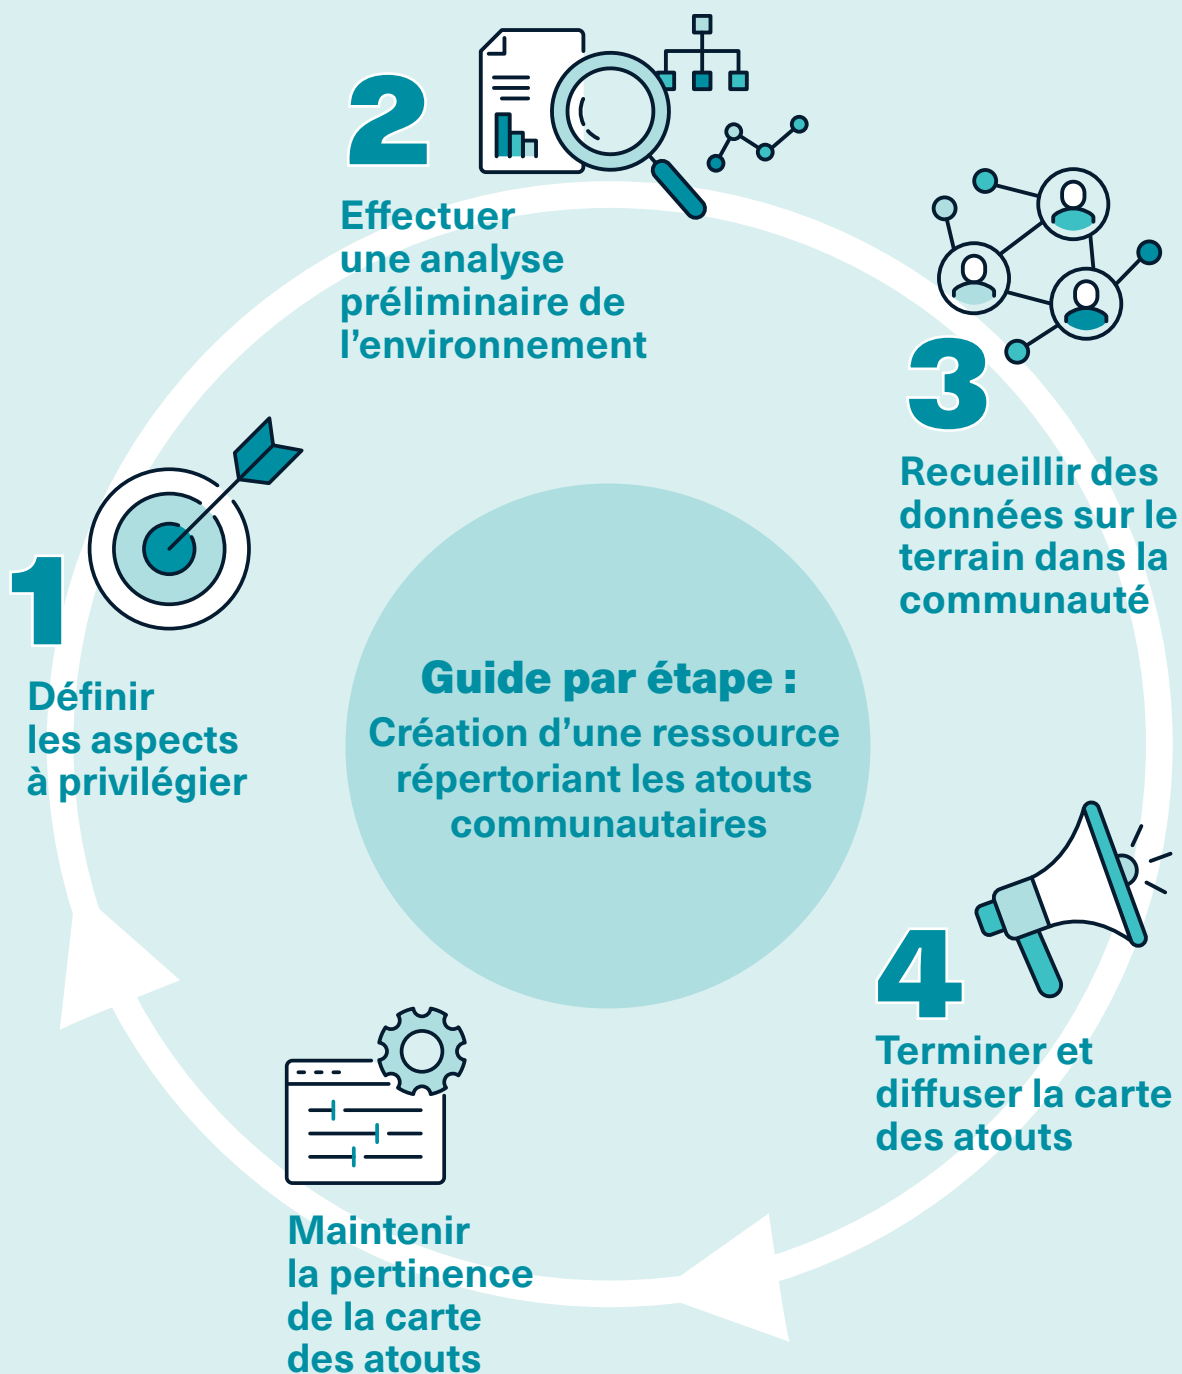 Guide par étape :
Création d’une ressource
répertoriant les atouts
communautaires
1
Définir
les aspects
à privilégier
2
Effectuer
une analyse
préliminaire de
l’environnement
3
Recueillir des
données sur le
terrain dans la
communauté
4
Terminer et
diffuser la carte
des atouts
Maintenir
la pertinence
de la carte
des atouts